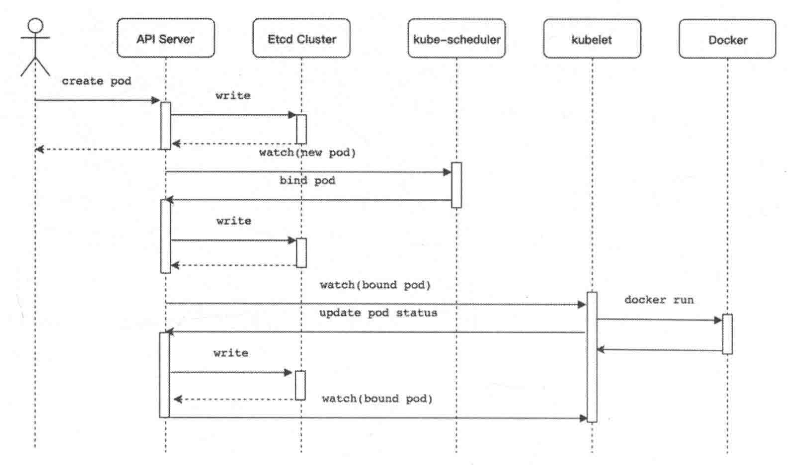 API Server
Etcd Cluster
kube-scheduler
kubelet
Docker
create pod
write
watch(new pod)
bind pod
write
watch(bound pod)
docker run
update pod status
write
watch(bound pod)